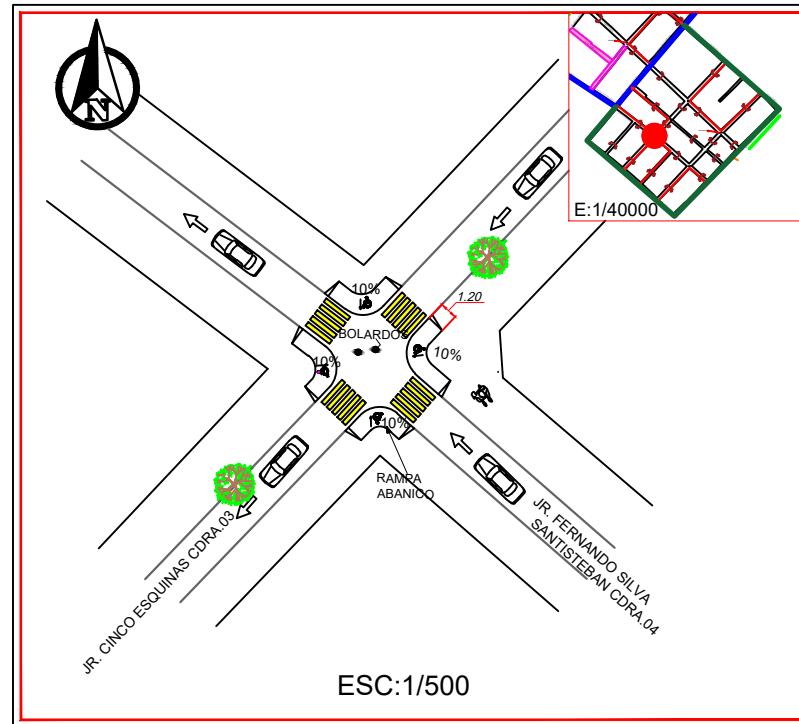 N
E:1/40000
1.20
10%
BOLARDOS
10%
10%
10%
RAMPA
ABANICO
JR. CINCO ESQUINAS CDRA.03
JR. FERNANDO SILVA
SANTISTEBAN CDRA.04
ESC:1/500